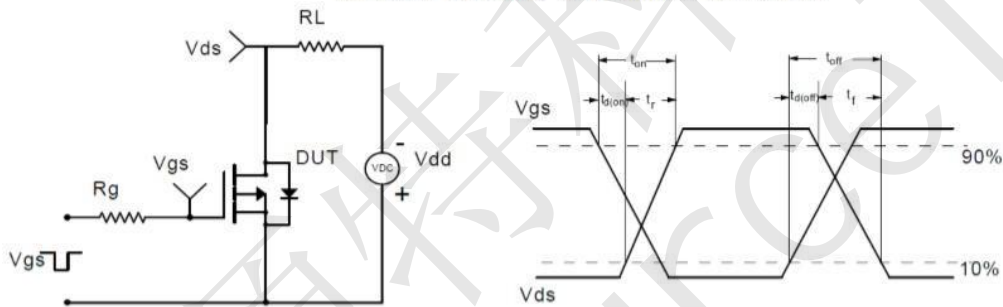 RL
Vds
Vgs
DUT
-
VDC
Vdd
+
Rg
Vgs
ton
toff
td(on)
tr
td(off)
tf
Vgs
90%
10%
Vds